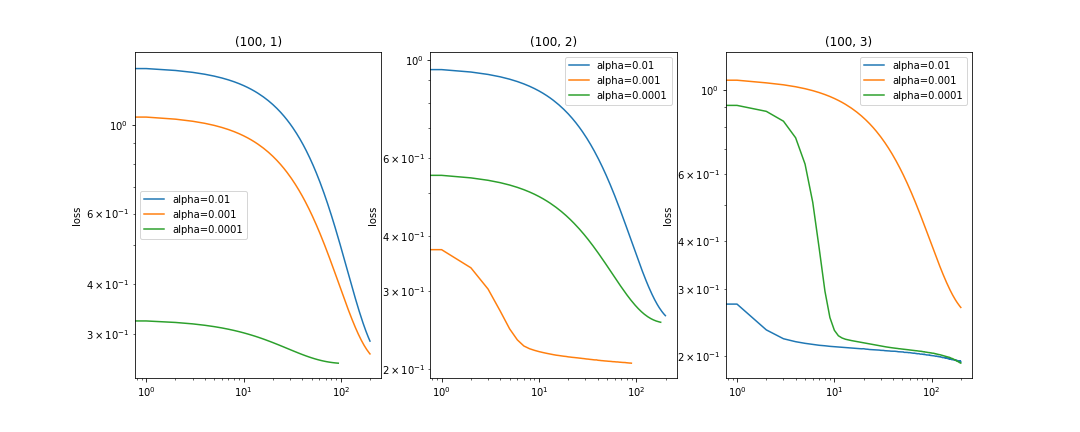 (100, 1)
loss
10⁰
6 × 10⁻¹
4 × 10⁻¹
3 × 10⁻¹
alpha=0.01
alpha=0.001
alpha=0.0001
10⁰ 10¹ 10²
(100, 2)
loss
10⁰
6 × 10⁻¹
4 × 10⁻¹
3 × 10⁻¹
2 × 10⁻¹
alpha=0.01
alpha=0.001
alpha=0.0001
10⁰ 10¹ 10²
(100, 3)
loss
10⁰
6 × 10⁻¹
4 × 10⁻¹
3 × 10⁻¹
2 × 10⁻¹
alpha=0.01
alpha=0.001
alpha=0.0001
10⁰ 10¹ 10²